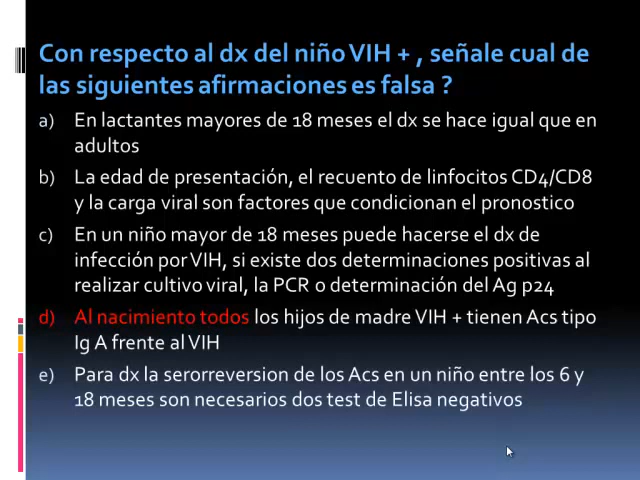 Con respecto al dx del niño VIH + , señale cual de
las siguientes afirmaciones es falsa ?
a) En lactantes mayores de 18 meses el dx se hace igual que en
adultos
b) La edad de presentación, el recuento de linfocitos CD4/CD8
y la carga viral son factores que condicionan el pronostico
c) En un niño mayor de 18 meses puede hacerse el dx de
infección por VIH, si existe dos determinaciones positivas al
realizar cultivo viral, la PCR o determinación del Ag p24
d) Al nacimiento todos los hijos de madre VIH + tienen Acs tipo
Ig A frente al VIH
e) Para dx la serorreversion de los Acs en un niño entre los 6 y
18 meses son necesarios dos test de Elisa negativos